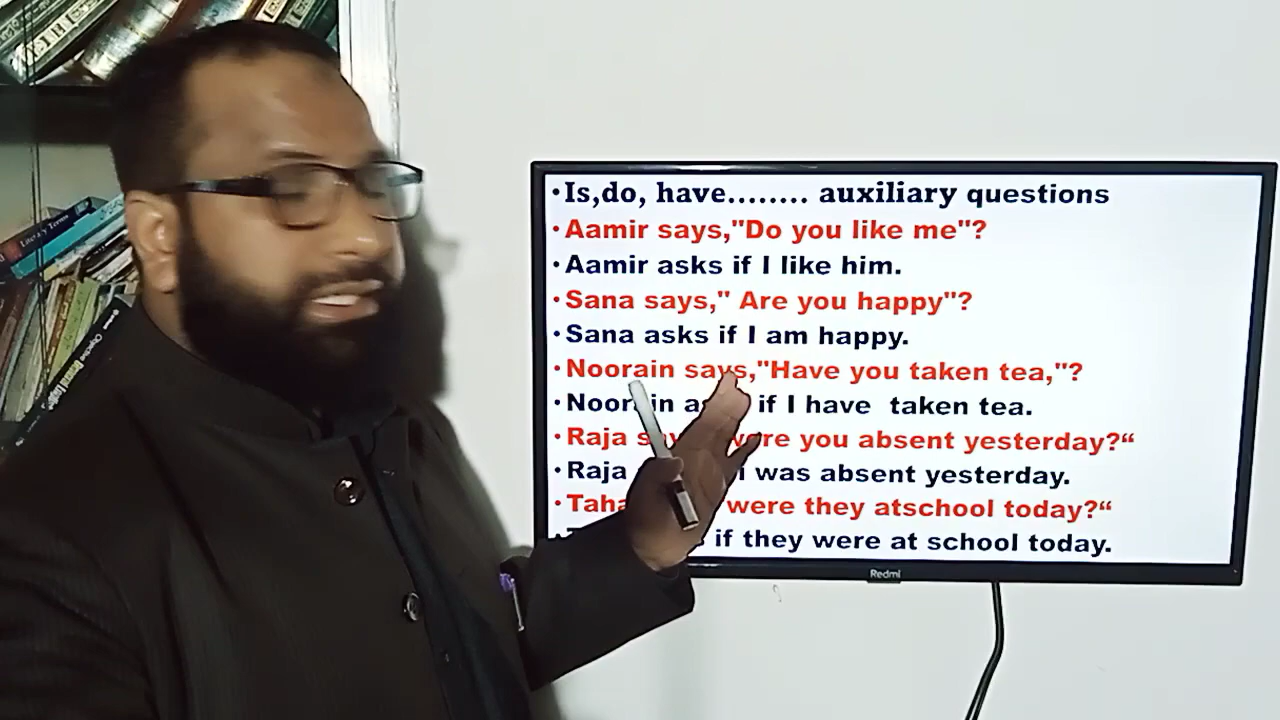 •Is,do, have........ auxiliary questions
•Aamir says,"Do you like me"?
•Aamir asks if I like him.
•Sana says," Are you happy"?
•Sana asks if I am happy.
•Noorain says,"Have you taken tea,"?
•Noorain if I have taken tea.
•Raja were you absent yesterday?“
•Raja I was absent yesterday.
•Taha were they atschool today?“
if they were at school today.
Redmi